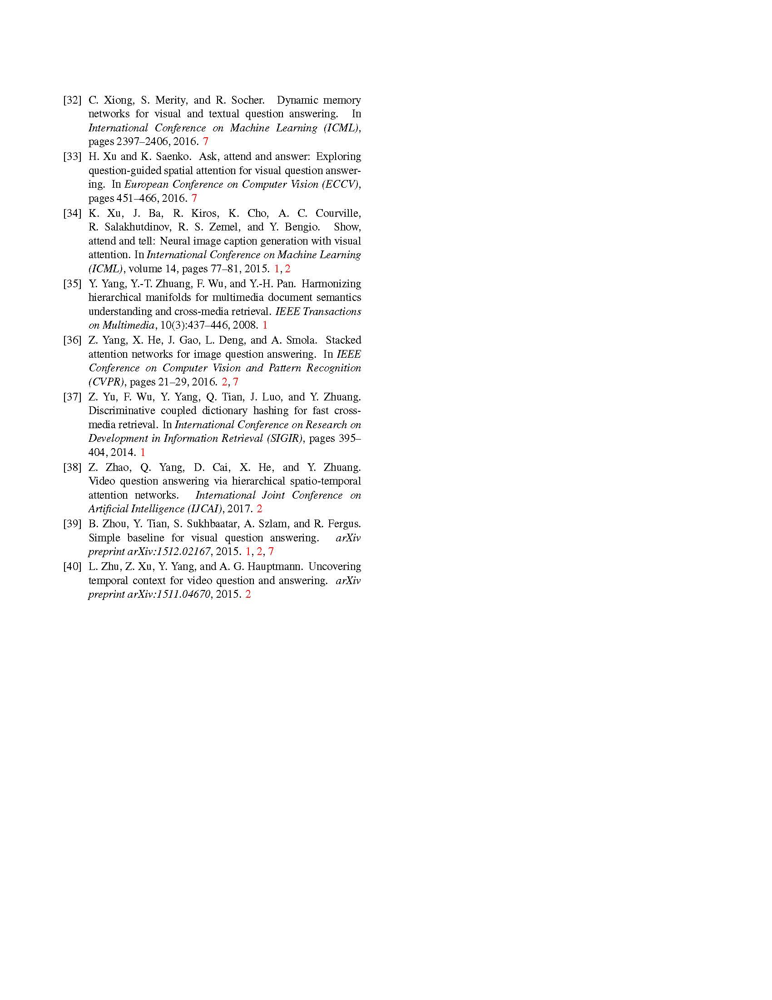 [32] C. Xiong, S. Merity, and R. Socher. Dynamic memory
networks for visual and textual question answering. In
International Conference on Machine Learning (ICML),
pages 2397–2406, 2016. 7
[33] H. Xu and K. Saenko. Ask, attend and answer: Exploring
question-guided spatial attention for visual question answer-
ing. In European Conference on Computer Vision (ECCV),
pages 451–466, 2016. 7
[34] K. Xu, J. Ba, R. Kiros, K. Cho, A. C. Courville,
R. Salakhutdinov, R. S. Zemel, and Y. Bengio. Show,
attend and tell: Neural image caption generation with visual
attention. In International Conference on Machine Learning
(ICML), volume 14, pages 77–81, 2015. 1, 2
[35] Y. Yang, Y.-T. Zhuang, F. Wu, and Y.-H. Pan. Harmonizing
hierarchical manifolds for multimedia document semantics
understanding and cross-media retrieval. IEEE Transactions
on Multimedia, 10(3):437–446, 2008. 1
[36] Z. Yang, X. He, J. Gao, L. Deng, and A. Smola. Stacked
attention networks for image question answering. In IEEE
Conference on Computer Vision and Pattern Recognition
(CVPR), pages 21–29, 2016. 2, 7
[37] Z. Yu, F. Wu, Y. Yang, Q. Tian, J. Luo, and Y. Zhuang.
Discriminative coupled dictionary hashing for fast cross-
media retrieval. In International Conference on Research on
Development in Information Retrieval (SIGIR), pages 395–
404, 2014. 1
[38] Z. Zhao, Q. Yang, D. Cai, X. He, and Y. Zhuang.
Video question answering via hierarchical spatio-temporal
attention networks. International Joint Conference on
Artificial Intelligence (IJCAI), 2017. 2
[39] B. Zhou, Y. Tian, S. Sukhbaatar, A. Szlam, and R. Fergus.
Simple baseline for visual question answering. arXiv
preprint arXiv:1512.02167, 2015. 1, 2, 7
[40] L. Zhu, Z. Xu, Y. Yang, and A. G. Hauptmann. Uncovering
temporal context for video question and answering. arXiv
preprint arXiv:1511.04670, 2015. 2